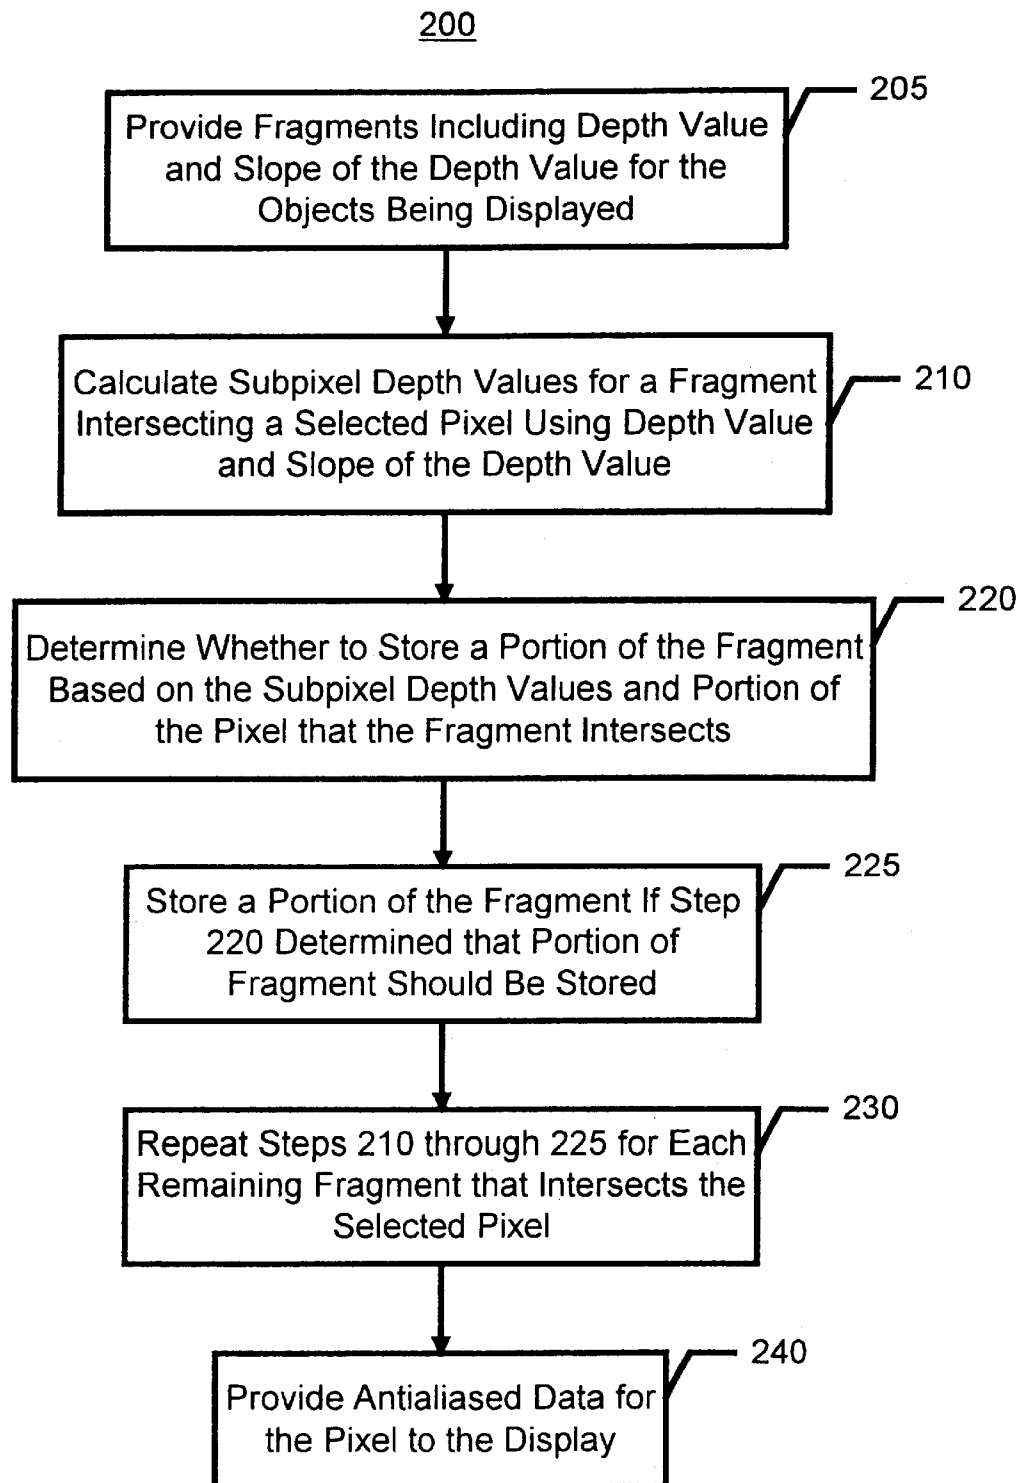 200
205
Provide Fragments Including Depth Value
and Slope of the Depth Value for the
Objects Being Displayed
210
Calculate Subpixel Depth Values for a Fragment
Intersecting a Selected Pixel Using Depth Value
and Slope of the Depth Value
220
Determine Whether to Store a Portion of the Fragment
Based on the Subpixel Depth Values and Portion of
the Pixel that the Fragment Intersects
225
Store a Portion of the Fragment If Step
220 Determined that Portion of
Fragment Should Be Stored
230
Repeat Steps 210 through 225 for Each
Remaining Fragment that Intersects the
Selected Pixel
240
Provide Antialiased Data for
the Pixel to the Display